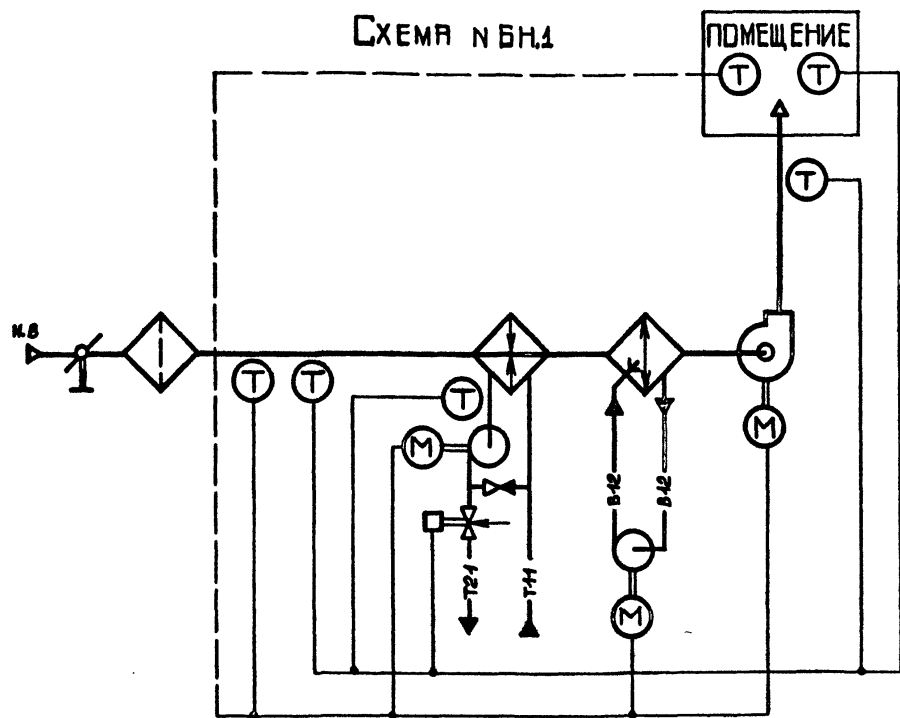 СХЕМА N БН.1
ПОМЕЩЕНИЕ
Т Т
Т
Н.В
Т Т
Т
М
М
В12
В12
Т21
Т11
М